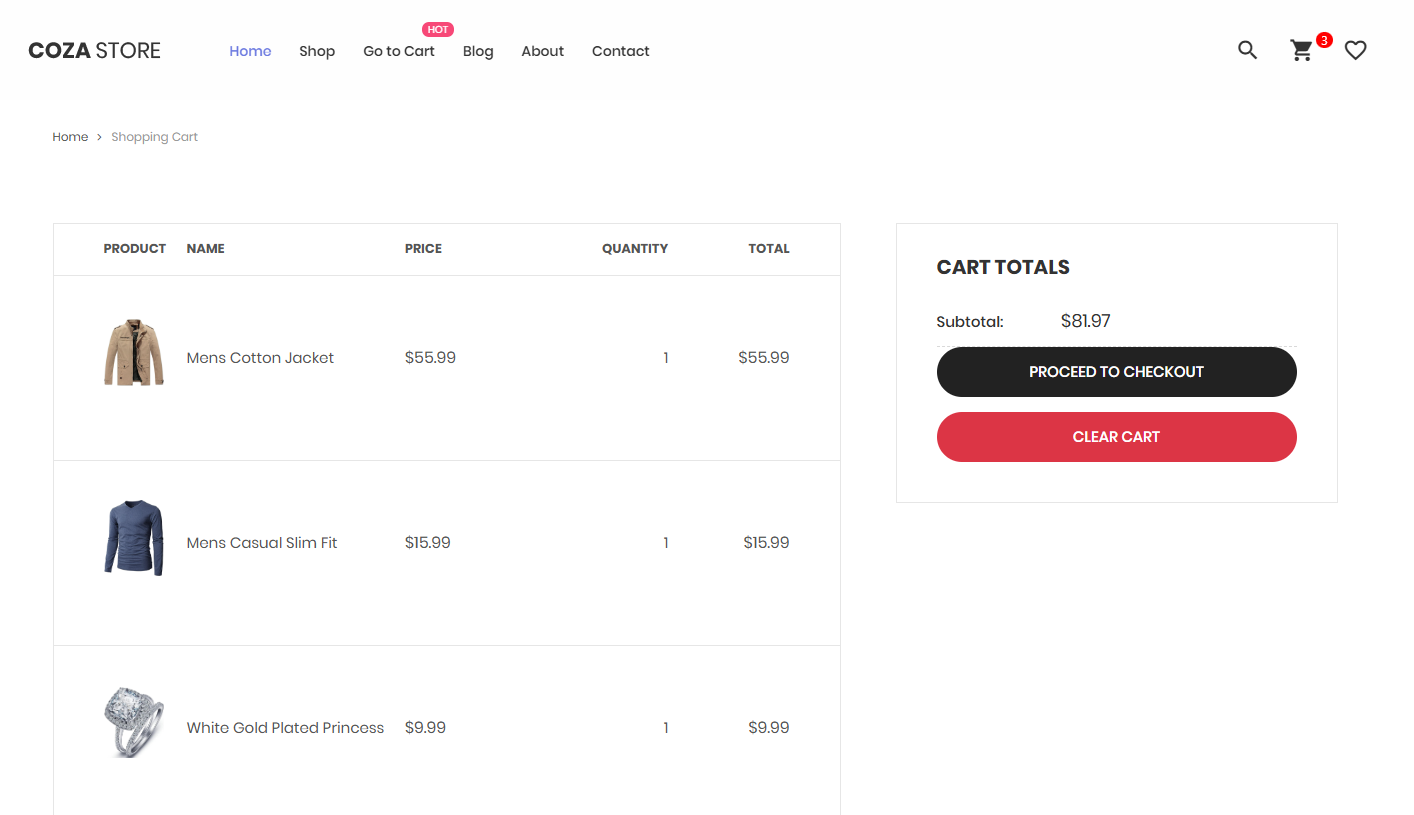 HOT
COZA STORE Home Shop Go to Cart Blog About Contact 3
Home > Shopping Cart
PRODUCT NAME PRICE QUANTITY TOTAL
Mens Cotton Jacket $55.99 1 $55.99
Mens Casual Slim Fit $15.99 1 $15.99
White Gold Plated Princess $9.99 1 $9.99
CART TOTALS
Subtotal: $81.97
PROCEED TO CHECKOUT
CLEAR CART